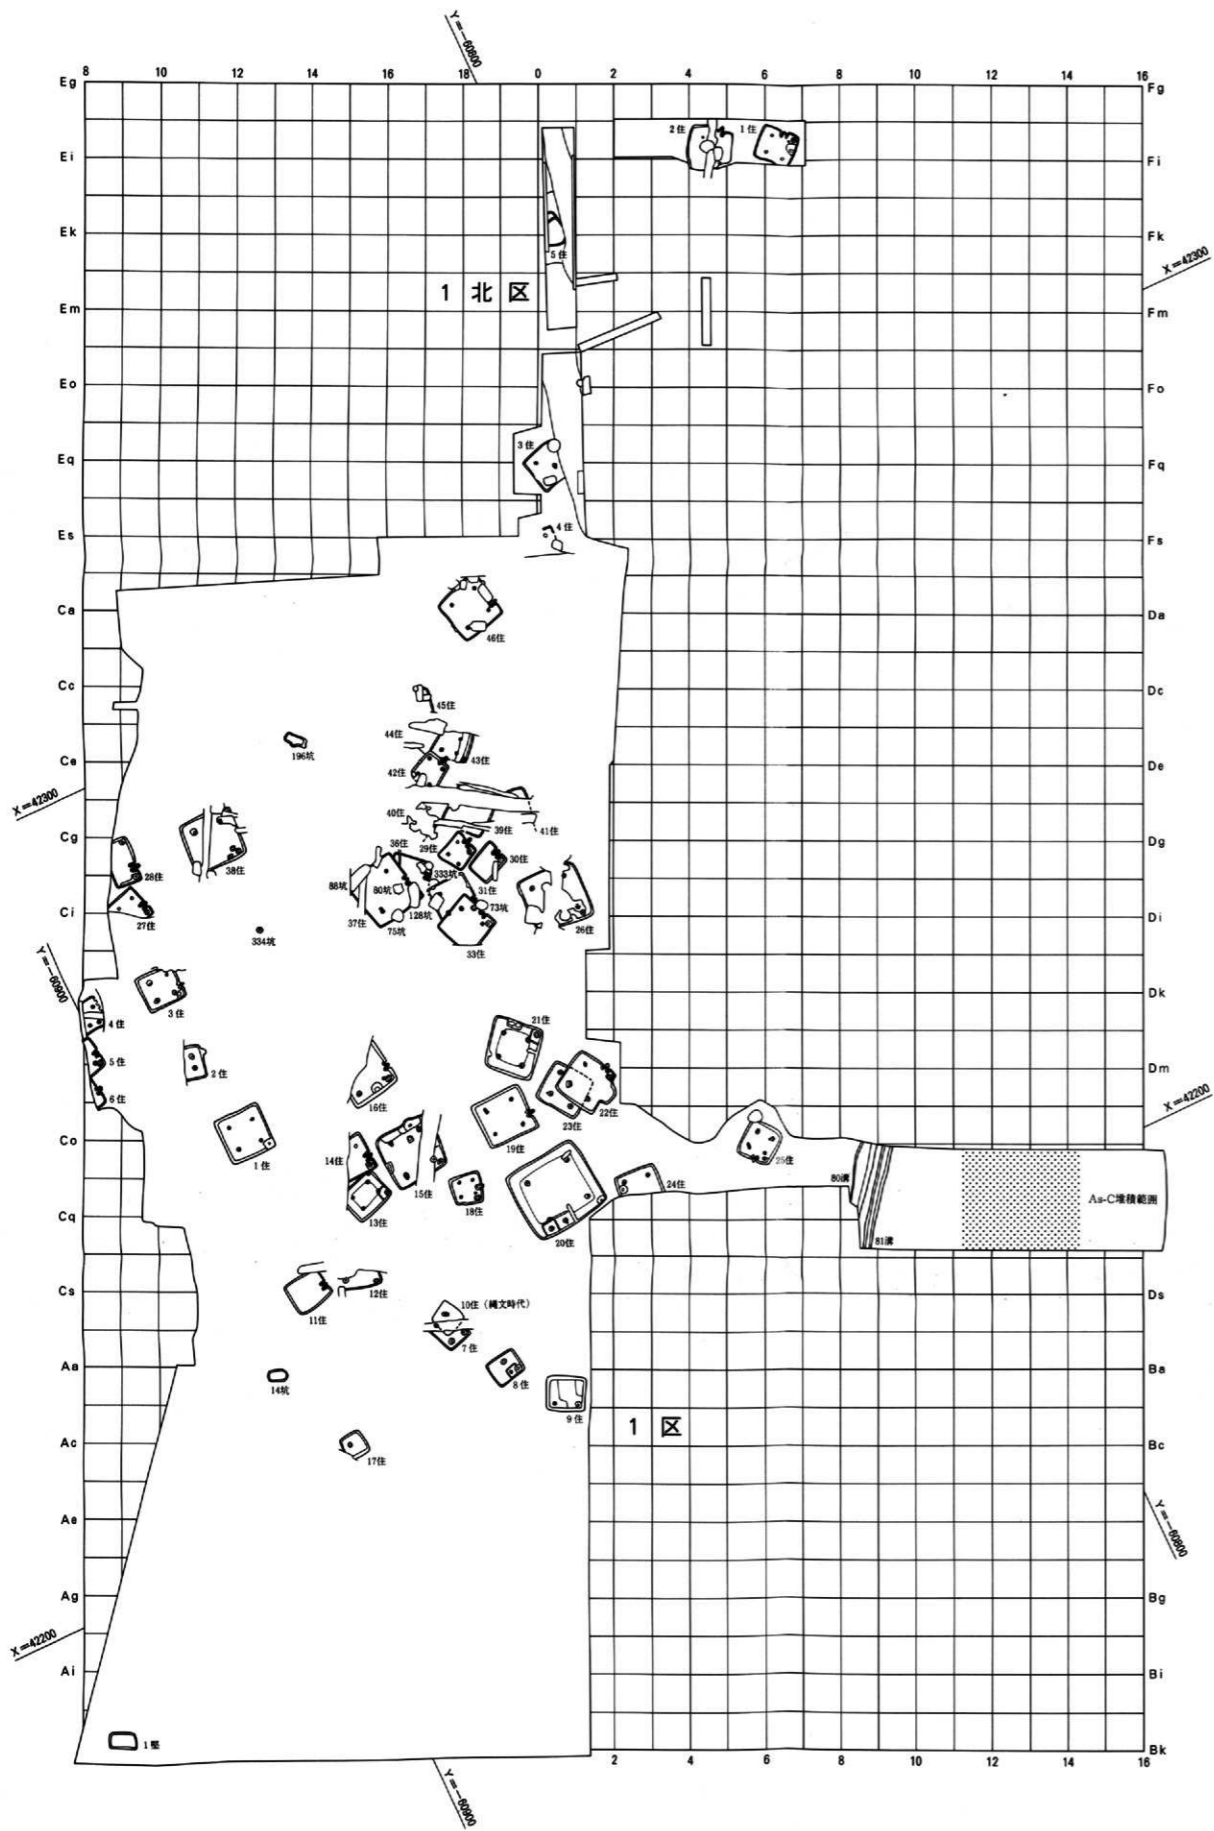 Y=-60800
8 10 12 14 16 18 0 2 4 6 8 10 12 14 16
Eg Fg
2住 1住
Ei Fi
Ek Fk
5住
X=42300
1北区
Em Fm
Eo Fo
3住
Eq Fq
4住
Es Fs
Ca Da
46住
Cc Dc
45住
44住
196坑 43住
Ce De
42住
X=42300
40住 41住
39住
Cg Dg
36住 29住 30住
38住
28住 88坑 80坑 333坑 31住
73坑
Ci Di
27住 37住 128坑 26住
75坑
334坑 33住
Y=-60900
Dk
3住
4住 21住
5住 2住 Dm
6住 16住 22住
X=42200
23住
Co 19住
14住 25住
1住
24住 80溝
15住 As-C堆積範囲
18住
Cq 13住
20住 81溝
Cs 12住 Ds
10住（縄文時代）
11住
7住
Aa Ba
14坑 8住
9住
1区
Ac Bc
17住
Ae
Y=-60800
Ag Bg
X=42200
Ai Bi
1竪
2 4 6 8 10 12 14 16
Bk
Y=-60900